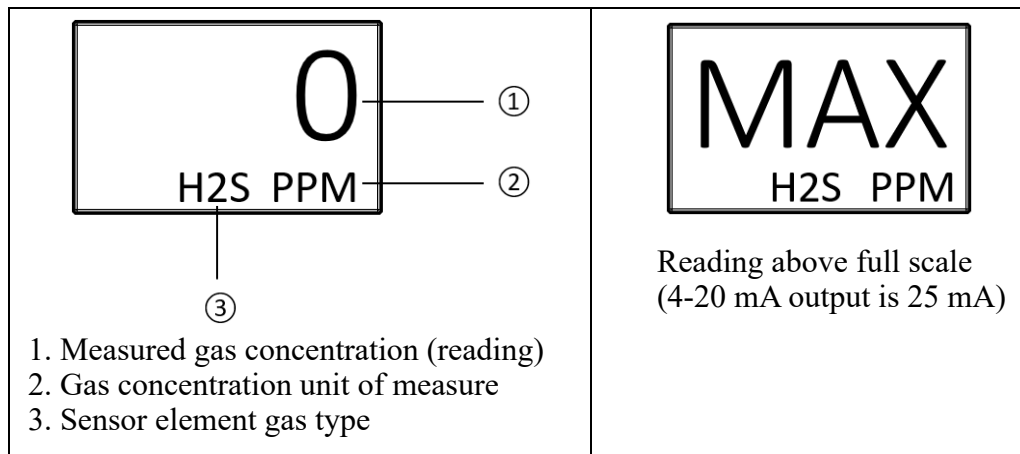 0
①
H2S PPM
②
③
1. Measured gas concentration (reading)
2. Gas concentration unit of measure
3. Sensor element gas type
MAX
H2S PPM
Reading above full scale
(4-20 mA output is 25 mA)